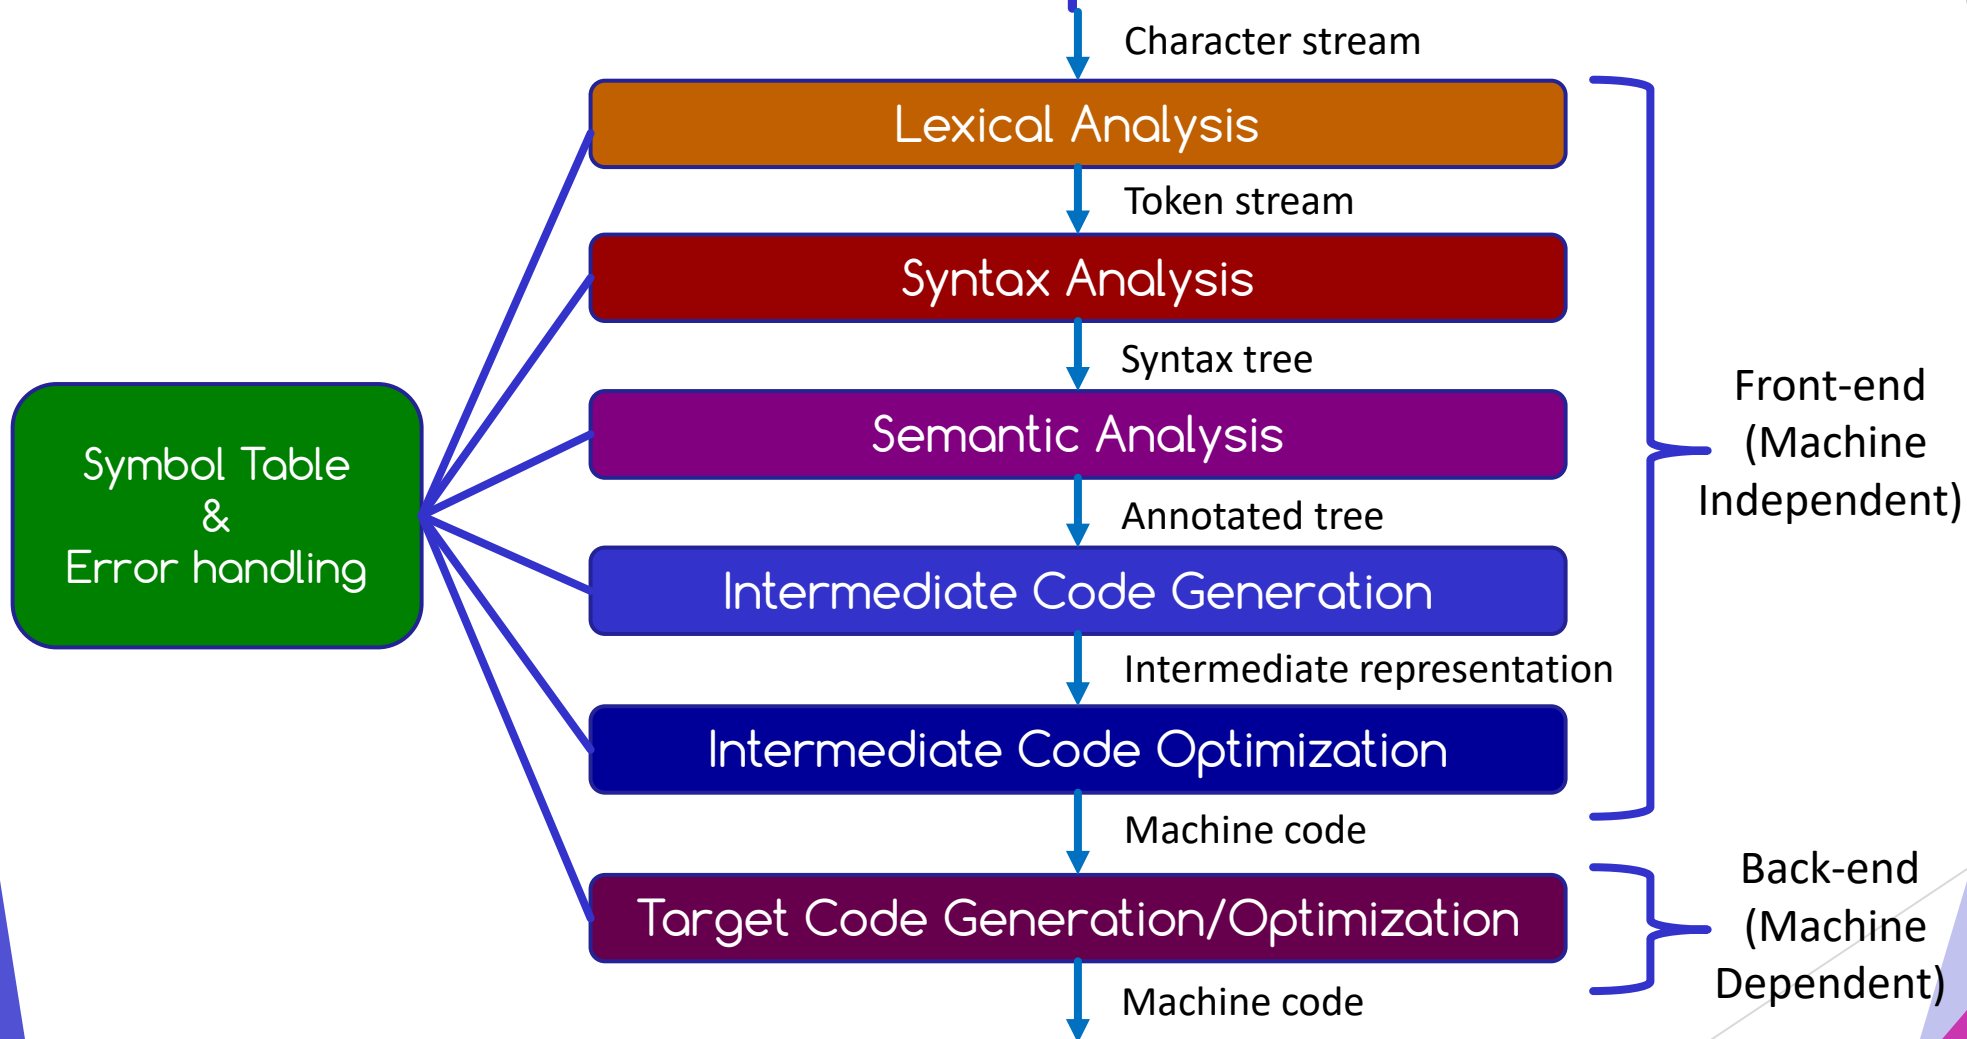 Character stream
Lexical Analysis
Token stream
Syntax Analysis
Syntax tree
Semantic Analysis
Annotated tree
Intermediate Code Generation
Intermediate representation
Intermediate Code Optimization
Machine code
Target Code Generation/Optimization
Machine code
Symbol Table
&
Error handling
Front-end
(Machine
Independent)
Back-end
(Machine
Dependent)